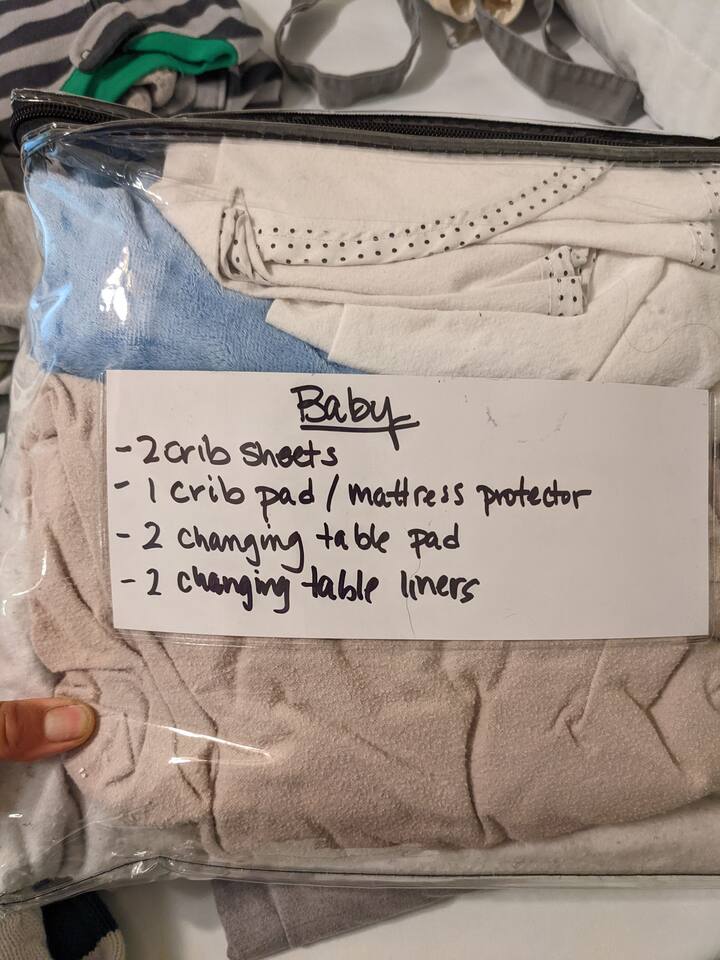 Baby
- 2 crib sheets
- 1 crib pad / mattress protector
- 2 changing table pad
- 2 changing table liners